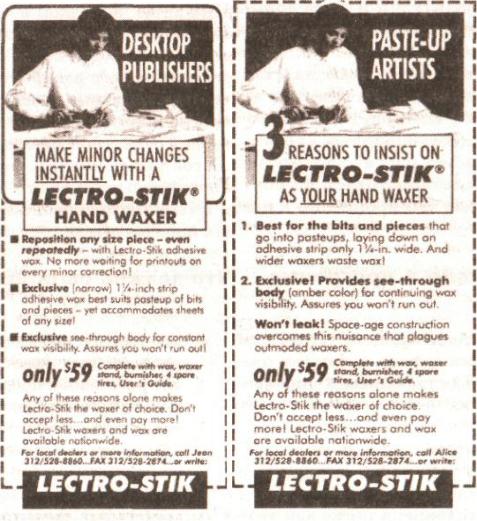 DESKTOP
PUBLISHERS
MAKE MINOR CHANGES
INSTANTLY WITH A
LECTRO-STIK®
HAND WAXER
■ Reposition any size piece – even
repeatedly – with Lectro-Stik adhesive
wax. No more waiting for printouts on
every minor correction!
■ Exclusive (narrow) 1¼-inch strip
adhesive wax best suits pasteup of bits
and pieces – yet accommodates sheets
of any size!
■ Exclusive see-through body for constant
wax visibility. Assures you won't run out!
only $59
Complete with wax, waxer
stand, burnisher, 4 spare
tires, User's Guide.
Any of these reasons alone makes
Lectro-Stik the waxer of choice. Don't
accept less...and even pay more!
Lectro-Stik waxers and wax are
available nationwide.
For local dealers or more information, call Jean
312/528-8860...FAX 312/528-2874...or write:
LECTRO-STIK
PASTE-UP
ARTISTS
3 REASONS TO INSIST ON
LECTRO-STIK®
AS YOUR HAND WAXER
1. Best for the bits and pieces that
go into pasteups, laying down an
adhesive strip only 1¼-in. wide. And
wider waxers waste wax!
2. Exclusive! Provides see-through
body (amber color) for continuing wax
visibility. Assures you won't run out.
Won't leak! Space-age construction
overcomes this nuisance that plagues
outmoded waxers.
only $59
Complete with wax, waxer
stand, burnisher, 4 spare
tires, User's Guide.
Any of these reasons alone makes
Lectro-Stik the waxer of choice. Don't
accept less...and even pay
more! Lectro-Stik waxers and wax
are available nationwide.
For local dealers or more information, call Alice
312/528-8860...FAX 312/528-2874...or write:
LECTRO-STIK